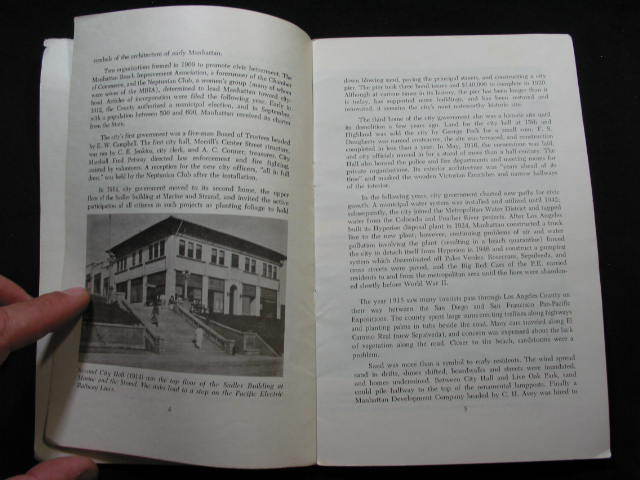 symbols of the architecture of early Manhattan.
Two organizations formed in 1909 to promote civic betterment. The
Manhattan Beach Improvement Association, a forerunner of the Chamber
of Commerce, and the Neptunian Club, a group of women (many of whom
were wives of the MBIA), determined to lead Manhattan toward city-
hood. Articles of incorporation were filed the following year. Early in
1912, the County authorized a municipal election, and in September,
with a population between 500 and 600, Manhattan received its charter
from the State.
The city's first government was a five-man Board of Trustees headed
by E. W. Campbell. The first city hall, Merrill's Center Street structure,
was run by C. E. Jenkins, city clerk, and A. C. Conner, treasurer. City
Marshall Fred Petway directed law enforcement and fire fighting,
assisted by volunteers. A reception for the new city officers, "all in full
dress," was held by the Neptunian Club after the installation.
In 1914, city government moved to its second home, the upper
floor of the Sadler building at Marine and Strand, and invited the active
participation of all citizens in such projects as planting foliage to hold
Second City Hall (1914) was the top floor of the Sadler Building at
Marine and the Strand. The sides lead to a stop on the Pacific Electric
Railway Lines.
4
down blowing sand, paving the principal streets, and constructing a city
pier. The pier took three bond issues and $140,000 to complete in 1920.
Although at various times in its history, the pier has been longer than it
is today, has supported more buildings, and has been restored and
renovated, it remains the city's most noteworthy historic site.
The third home of the city government also was a historic site until
its demolition a few years ago. Land for the city hall at 15th and
Highland was sold the city by George Peck for a small sum. F. S.
Daugherty was named contractor, the site was terraced, and construction
completed in less than a year. In May, 1916, the cornerstone was laid,
and city officials moved in for a stand of more than a half century. The
Hall also housed the police and fire departments and meeting rooms for
private organizations. Its exterior architecture was "years ahead of its
time" and masked the wooden Victorian finishes and narrow hallways
of the interior.
In the following years, city government charted new paths for civic
growth. A municipal water system was installed and utilized until 1942;
subsequently, the city joined the Metropolitan Water District and tapped
water from the Colorado and Feather River projects. After Los Angeles
built its Hyperion disposal plant in 1924, Manhattan constructed a truck
line to the new plant; however, continuing problems of air and water
pollution involving the plant (resulting in a beach quarantine) forced
the city to detach itself from Hyperion in 1946 and construct a pumping
system which disseminated off Palos Verdes. Rosecrans, Sepulveda, and
cross streets were paved, and the Big Red Cars of the P.E. carried
residents to and from the metropolitan area until the lines were aban-
doned shortly before World War II.
The year 1915 saw many tourists pass through Los Angeles County on
their way between the San Diego and San Francisco Pan-Pacific
Expositions. The county spent large sums erecting trellises along highways
and planting palms in tubs beside the road. Many cars traveled along El
Camino Real (now Sepulveda), and concern was expressed about the lack
of vegetation along the road. Closer to the beach, sanddunes were a
problem.
Sand was more a symbol to early residents. The wind spread
sand in drifts, shores shifted, boardwalks and streets were inundated,
and homes undermined. Between City Hall and Live Oak Park, sand
could pile halfway to the top of the ornamental lampposts. Finally a
Manhattan Development Company headed by C. H. Avery was hired to
5